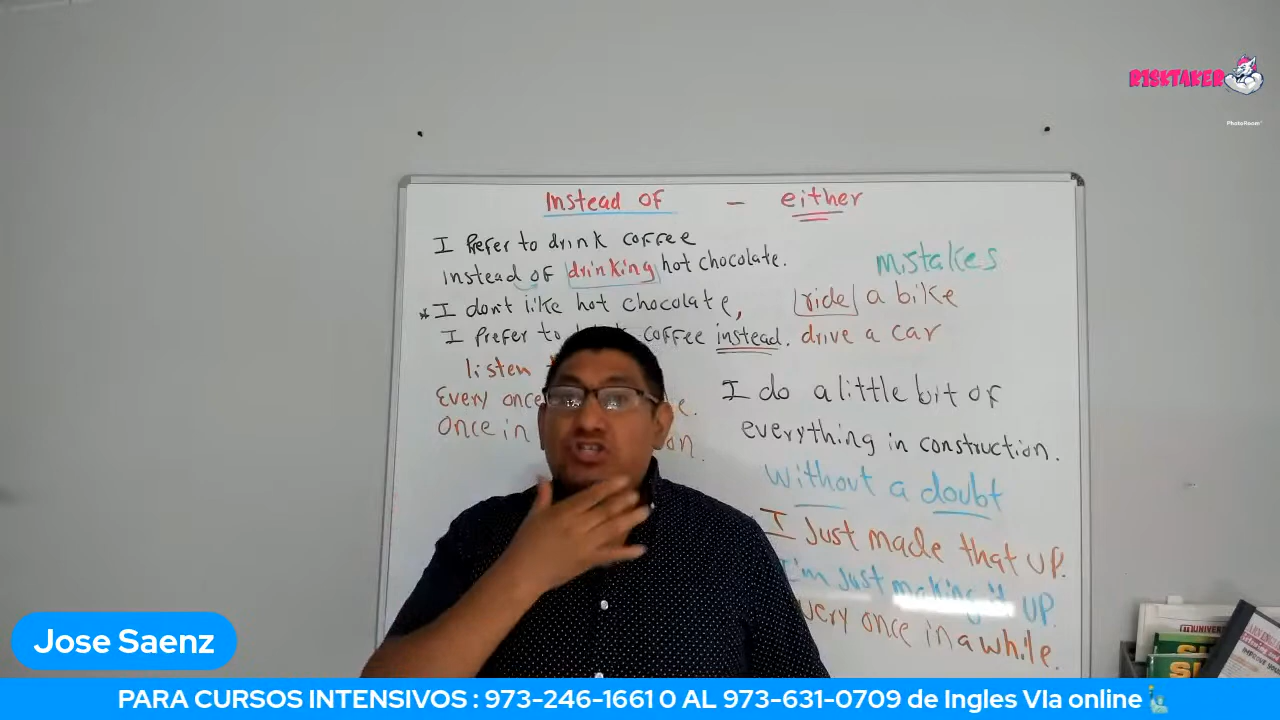 RISKTAKER
PhotoRoom
Instead OF - either
I Prefer to drink coffee
instead of drinking hot chocolate.
* I don't like hot chocolate,
I Prefer to coffee instead.
listen
Every once
Once in
mistakes
ride a bike
drive a car
I do a little bit of
everything in construction.
Without a doubt
I Just made that UP.
I'm Just making it UP.
once in a while.
Jose Saenz
PARA CURSOS INTENSIVOS : 973-246-1661 O AL 973-631-0709 de Ingles VIa online